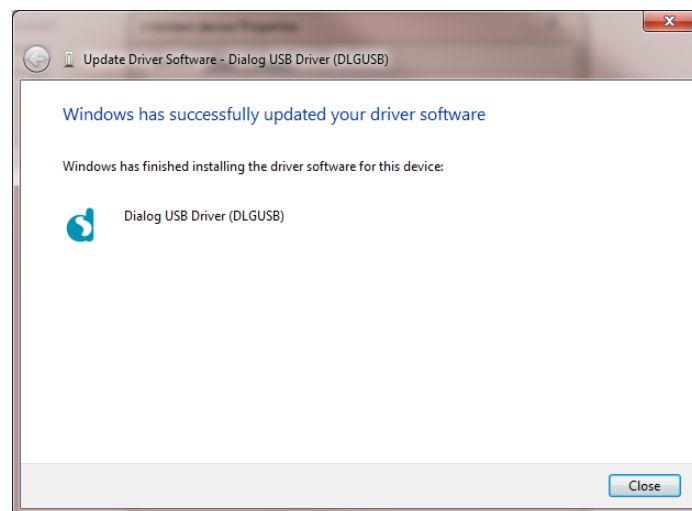 Update Driver Software - Dialog USB Driver (DLGUSB)
Windows has successfully updated your driver software
Windows has finished installing the driver software for this device:
Dialog USB Driver (DLGUSB)
Close